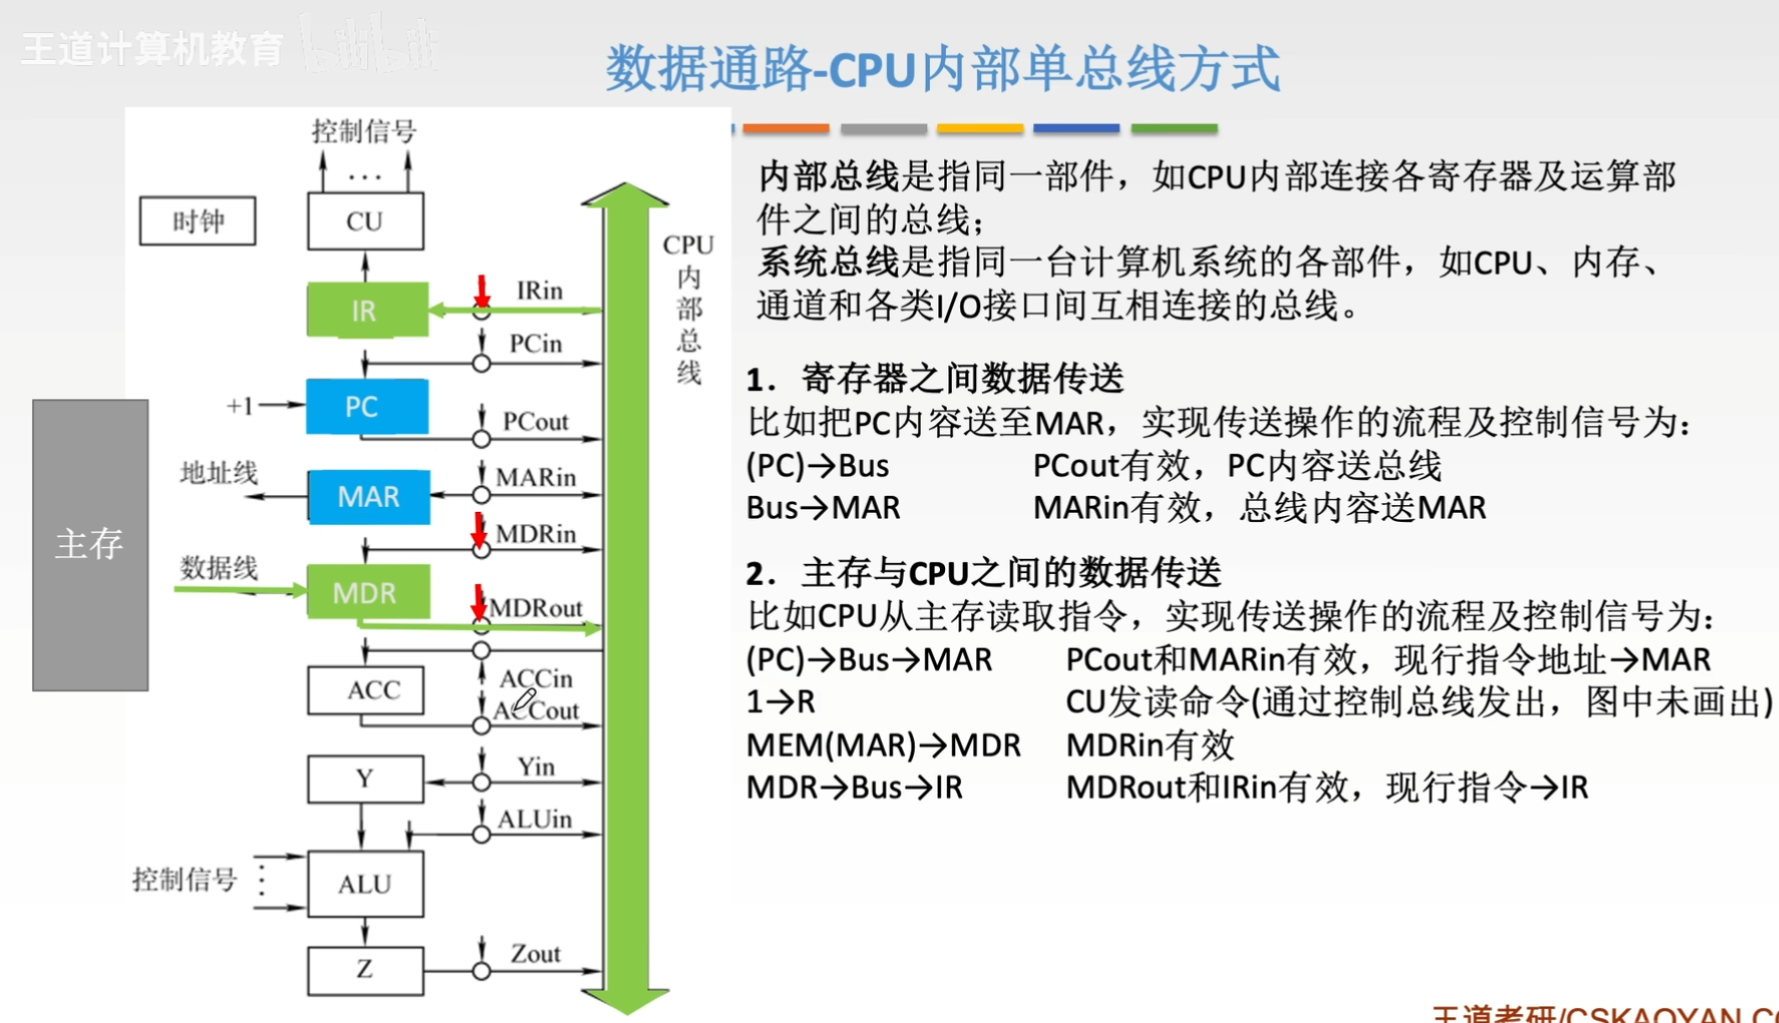 王道计算机教育 bilibili
数据通路-CPU内部单总线方式
控制信号
...
时钟
CU
CPU
内
部
总
线
IR
IRin
PCin
+1
PC
PCout
地址线
MAR
MARin
主存
MDRin
数据线
MDR
MDRout
ACC
ACCin
ACCout
Y
Yin
ALUin
控制信号
ALU
Z
Zout
内部总线是指同一部件，如CPU内部连接各寄存器及运算部
件之间的总线；
系统总线是指同一台计算机系统的各部件，如CPU、内存、
通道和各类I/O接口间互相连接的总线。
1．寄存器之间数据传送
比如把PC内容送至MAR，实现传送操作的流程及控制信号为：
(PC)→Bus PCout有效，PC内容送总线
Bus→MAR MARin有效，总线内容送MAR
2．主存与CPU之间的数据传送
比如CPU从主存读取指令，实现传送操作的流程及控制信号为：
(PC)→Bus→MAR PCout和MARin有效，现行指令地址→MAR
1→R CU发读命令(通过控制总线发出，图中未画出)
MEM(MAR)→MDR MDRin有效
MDR→Bus→IR MDRout和IRin有效，现行指令→IR
王道考研/CSKAOYAN.CO